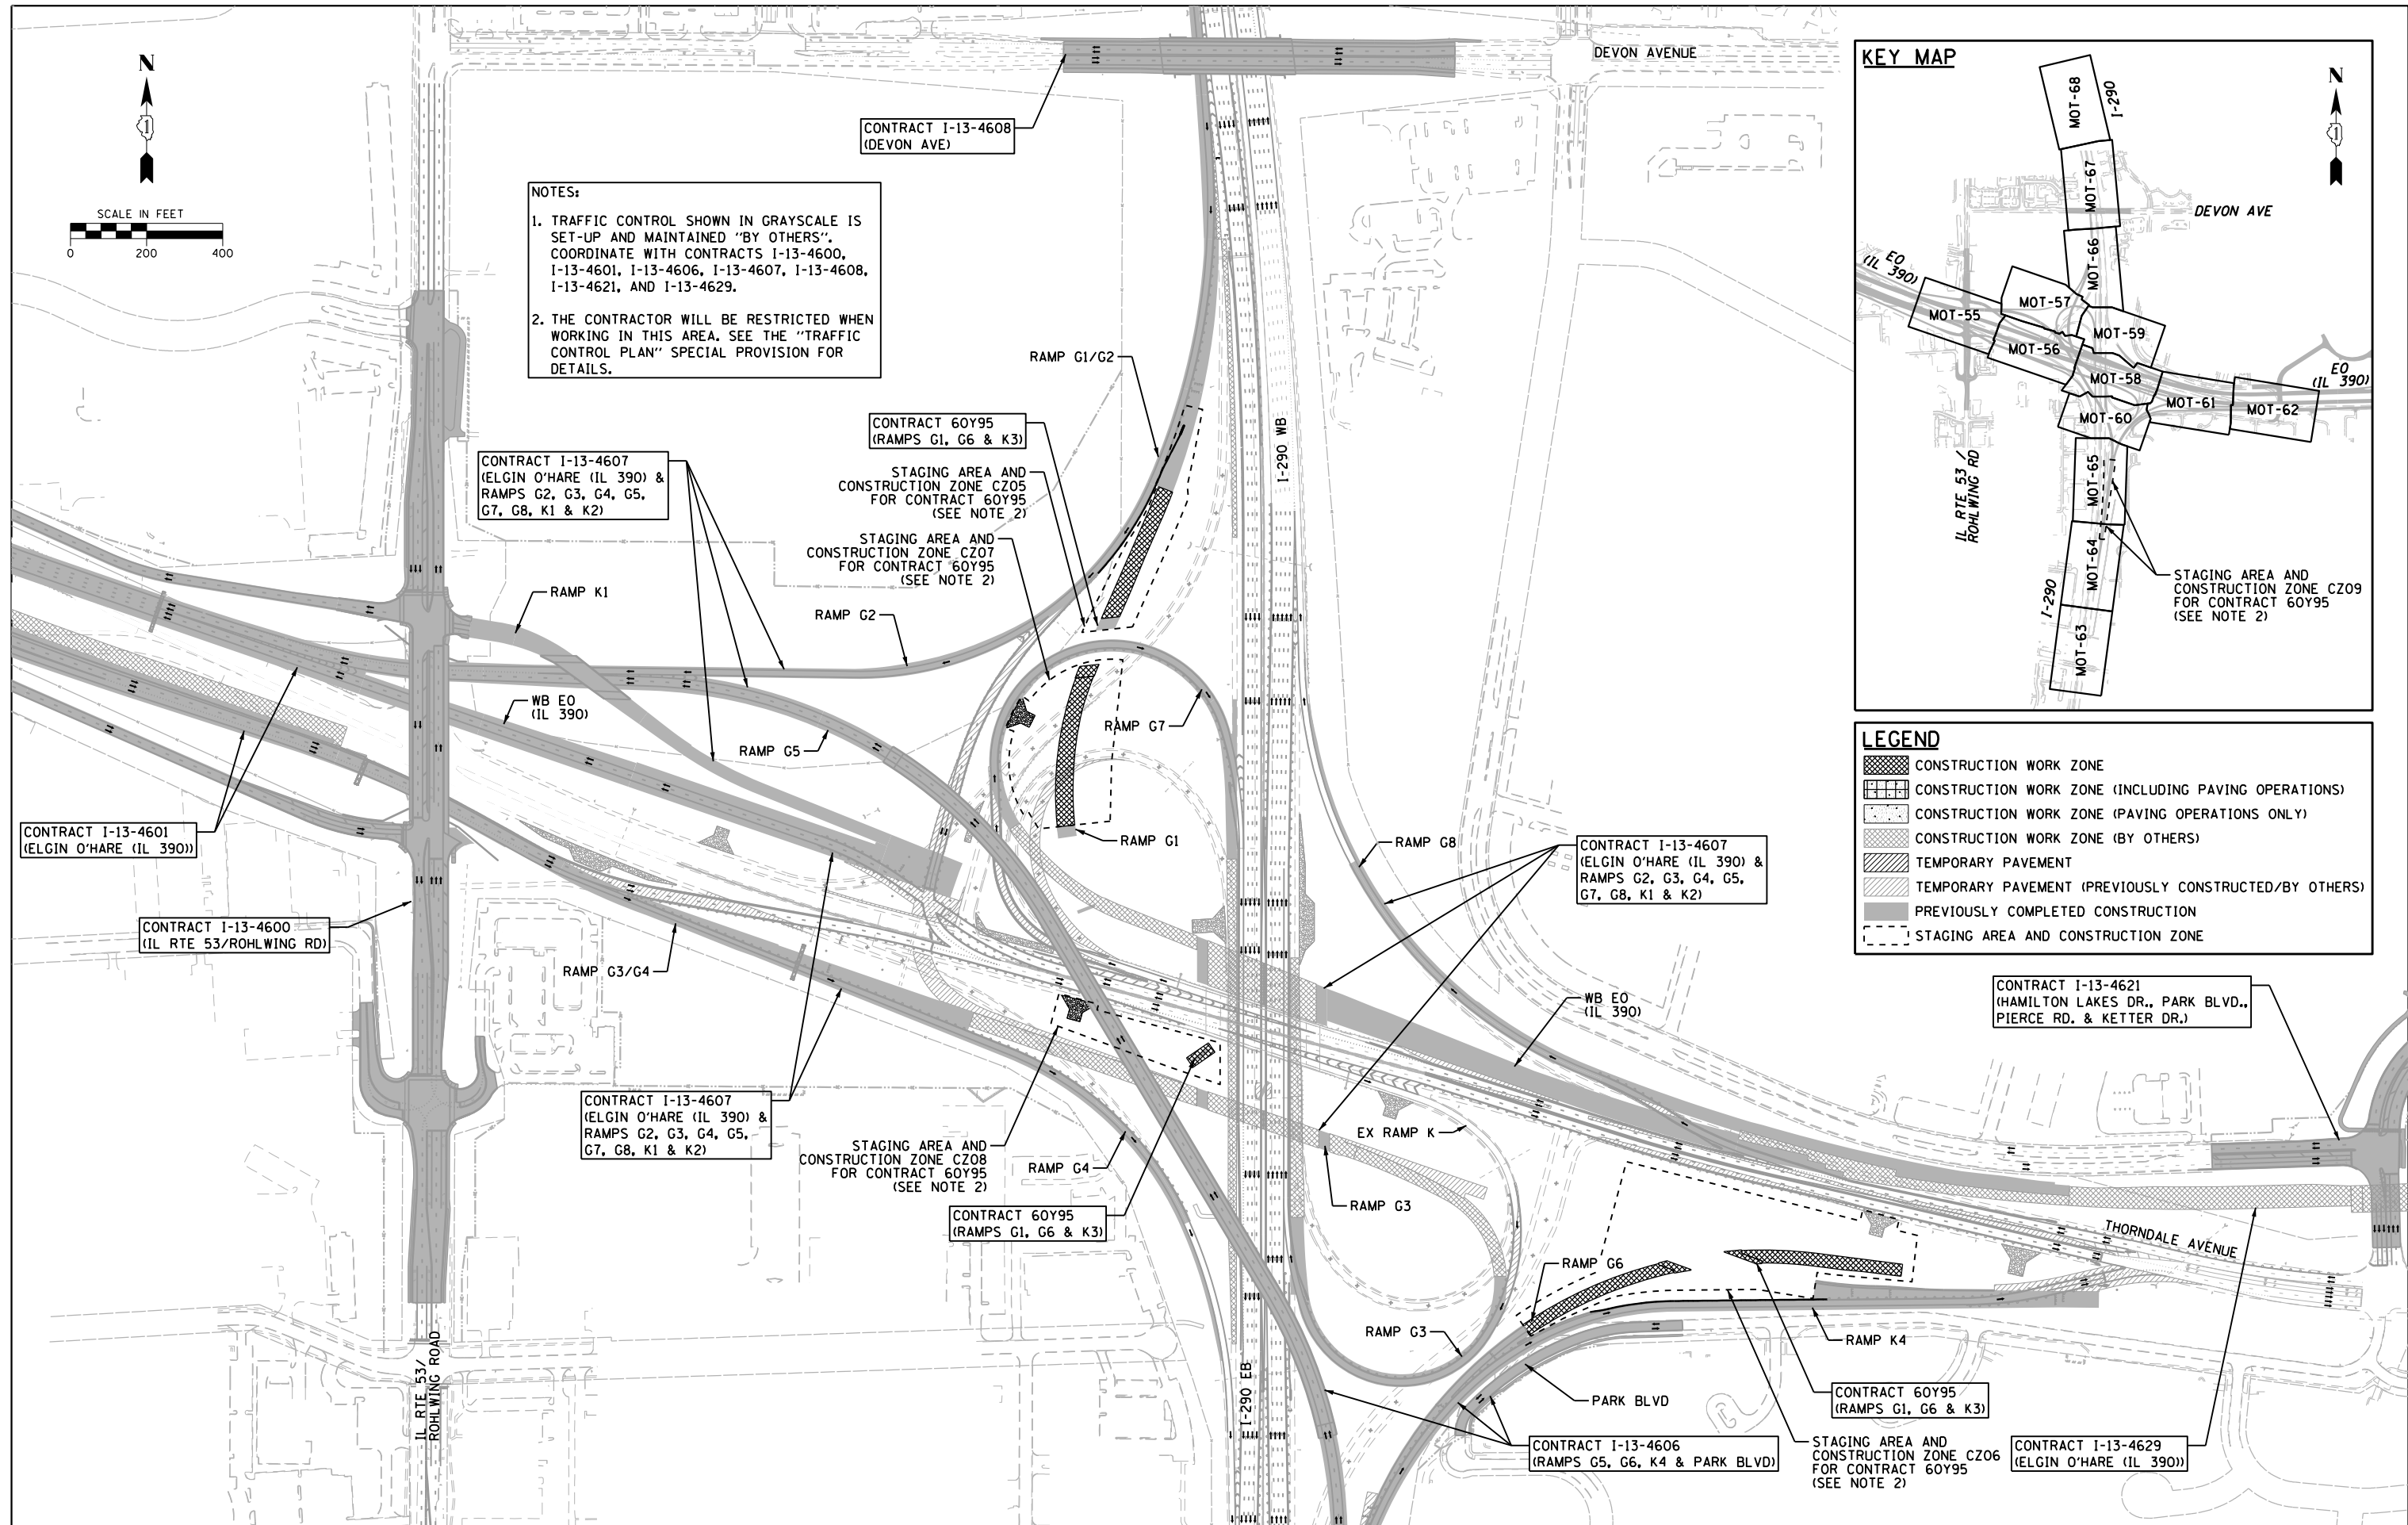 N
1
SCALE IN FEET
0 200 400
DEVON AVENUE
CONTRACT I-13-4608
(DEVON AVE)
NOTES:
1. TRAFFIC CONTROL SHOWN IN GRAYSCALE IS
SET-UP AND MAINTAINED "BY OTHERS".
COORDINATE WITH CONTRACTS I-13-4600,
I-13-4601, I-13-4606, I-13-4607, I-13-4608,
I-13-4621, AND I-13-4629.
2. THE CONTRACTOR WILL BE RESTRICTED WHEN
WORKING IN THIS AREA. SEE THE "TRAFFIC
CONTROL PLAN" SPECIAL PROVISION FOR
DETAILS.
RAMP G1/G2
CONTRACT 60Y95
(RAMPS G1, G6 & K3)
I-290 WB
CONTRACT I-13-4607
(ELGIN O'HARE (IL 390) &
RAMPS G2, G3, G4, G5,
G7, G8, K1 & K2)
STAGING AREA AND
CONSTRUCTION ZONE CZ05
FOR CONTRACT 60Y95
(SEE NOTE 2)
STAGING AREA AND
CONSTRUCTION ZONE CZ07
FOR CONTRACT 60Y95
(SEE NOTE 2)
RAMP K1
RAMP G2
WB EO
(IL 390)
RAMP G5
RAMP G7
RAMP G1
RAMP G8
CONTRACT I-13-4601
(ELGIN O'HARE (IL 390))
CONTRACT I-13-4607
(ELGIN O'HARE (IL 390) &
RAMPS G2, G3, G4, G5,
G7, G8, K1 & K2)
CONTRACT I-13-4600
(IL RTE 53/ROHLWING RD)
RAMP G3/G4
WB EO
(IL 390)
CONTRACT I-13-4621
(HAMILTON LAKES DR., PARK BLVD.,
PIERCE RD. & KETTER DR.)
CONTRACT I-13-4607
(ELGIN O'HARE (IL 390) &
RAMPS G2, G3, G4, G5,
G7, G8, K1 & K2)
STAGING AREA AND
CONSTRUCTION ZONE CZ08
FOR CONTRACT 60Y95
(SEE NOTE 2)
RAMP G4
EX RAMP K
RAMP G3
CONTRACT 60Y95
(RAMPS G1, G6 & K3)
THORNDALE AVENUE
RAMP G6
RAMP G3
RAMP K4
IL RTE 53/
ROHLWING ROAD
I-290 EB
PARK BLVD
CONTRACT 60Y95
(RAMPS G1, G6 & K3)
CONTRACT I-13-4606
(RAMPS G5, G6, K4 & PARK BLVD)
STAGING AREA AND
CONSTRUCTION ZONE CZ06
FOR CONTRACT 60Y95
(SEE NOTE 2)
CONTRACT I-13-4629
(ELGIN O'HARE (IL 390))
KEY MAP
N
1
MOT-68
I-290
MOT-67
DEVON AVE
MOT-66
EO
(IL 390)
MOT-57
MOT-55
MOT-59
MOT-56
EO
(IL 390)
MOT-58
MOT-61
MOT-62
MOT-60
IL RTE 53 /
ROHLWING RD
MOT-65
MOT-64
I-290
MOT-63
STAGING AREA AND
CONSTRUCTION ZONE CZ09
FOR CONTRACT 60Y95
(SEE NOTE 2)
LEGEND
CONSTRUCTION WORK ZONE
CONSTRUCTION WORK ZONE (INCLUDING PAVING OPERATIONS)
CONSTRUCTION WORK ZONE (PAVING OPERATIONS ONLY)
CONSTRUCTION WORK ZONE (BY OTHERS)
TEMPORARY PAVEMENT
TEMPORARY PAVEMENT (PREVIOUSLY CONSTRUCTED/BY OTHERS)
PREVIOUSLY COMPLETED CONSTRUCTION
STAGING AREA AND CONSTRUCTION ZONE